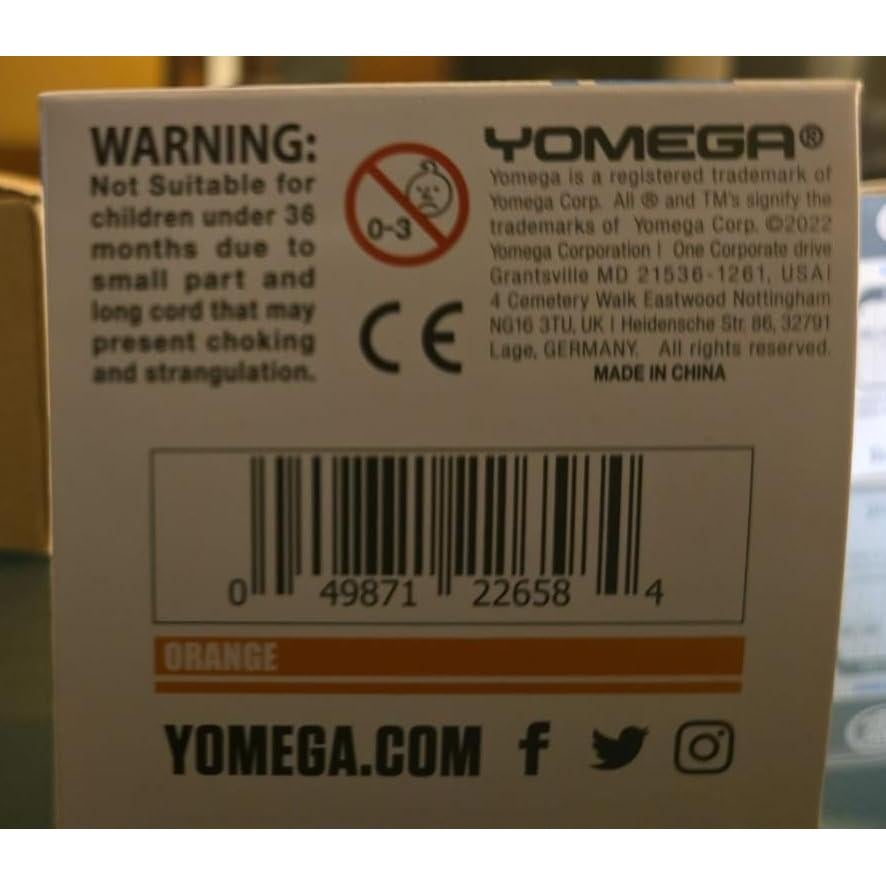 WARNING:
Not Suitable for
children under 36
months due to
small part and
long cord that may
present choking
and strangulation.
0-3
CE
YOMEGA®
Yomega is a registered trademark of
Yomega Corp. All ® and TM's signify the
trademarks of Yomega Corp. ©2022
Yomega Corporation | One Corporate drive
Grantsville MD 21536-1261, USA|
4 Cemetery Walk Eastwood Nottingham
NG16 3TU, UK | Heidensche Str. 86, 32791
Lage, GERMANY. All rights reserved.
MADE IN CHINA
0 49871 22658 4
ORANGE
YOMEGA.COM